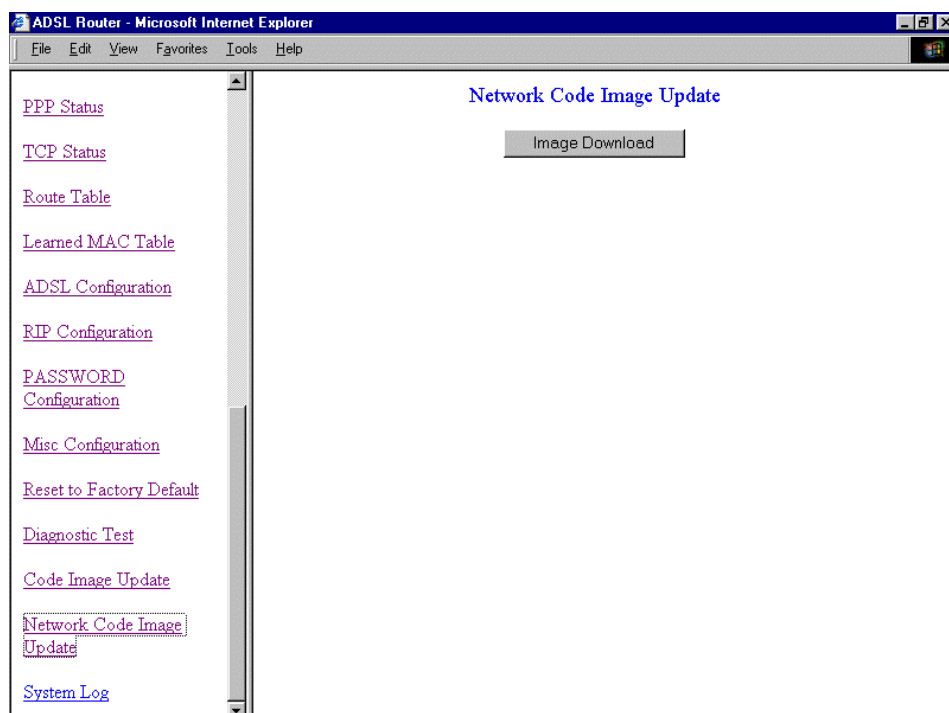 ADSL Router - Microsoft Internet Explorer
File Edit View Favorites Tools Help
PPP Status
TCP Status
Route Table
Learned MAC Table
ADSL Configuration
RIP Configuration
PASSWORD
Configuration
Misc Configuration
Reset to Factory Default
Diagnostic Test
Code Image Update
Network Code Image
Update
System Log
Network Code Image Update
Image Download